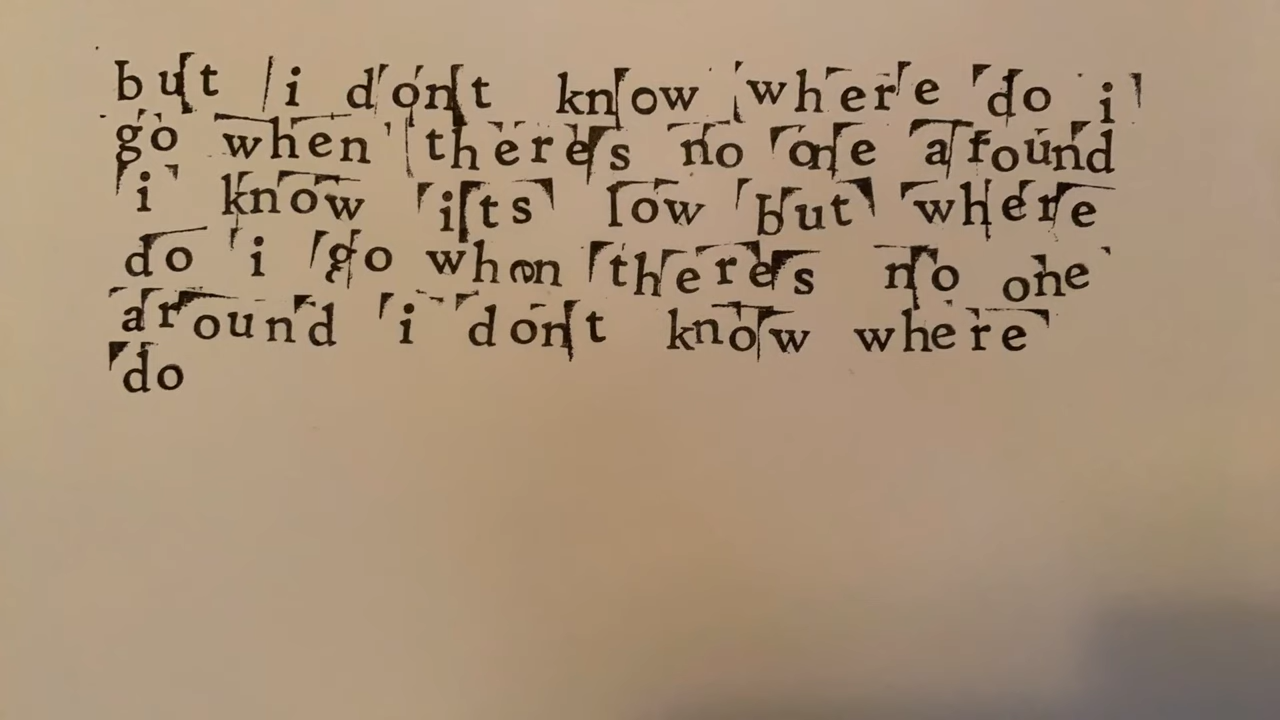 but i dont know where do i
go when theres no one around
i know its low but where
do i go when theres no one
around i dont know where
do